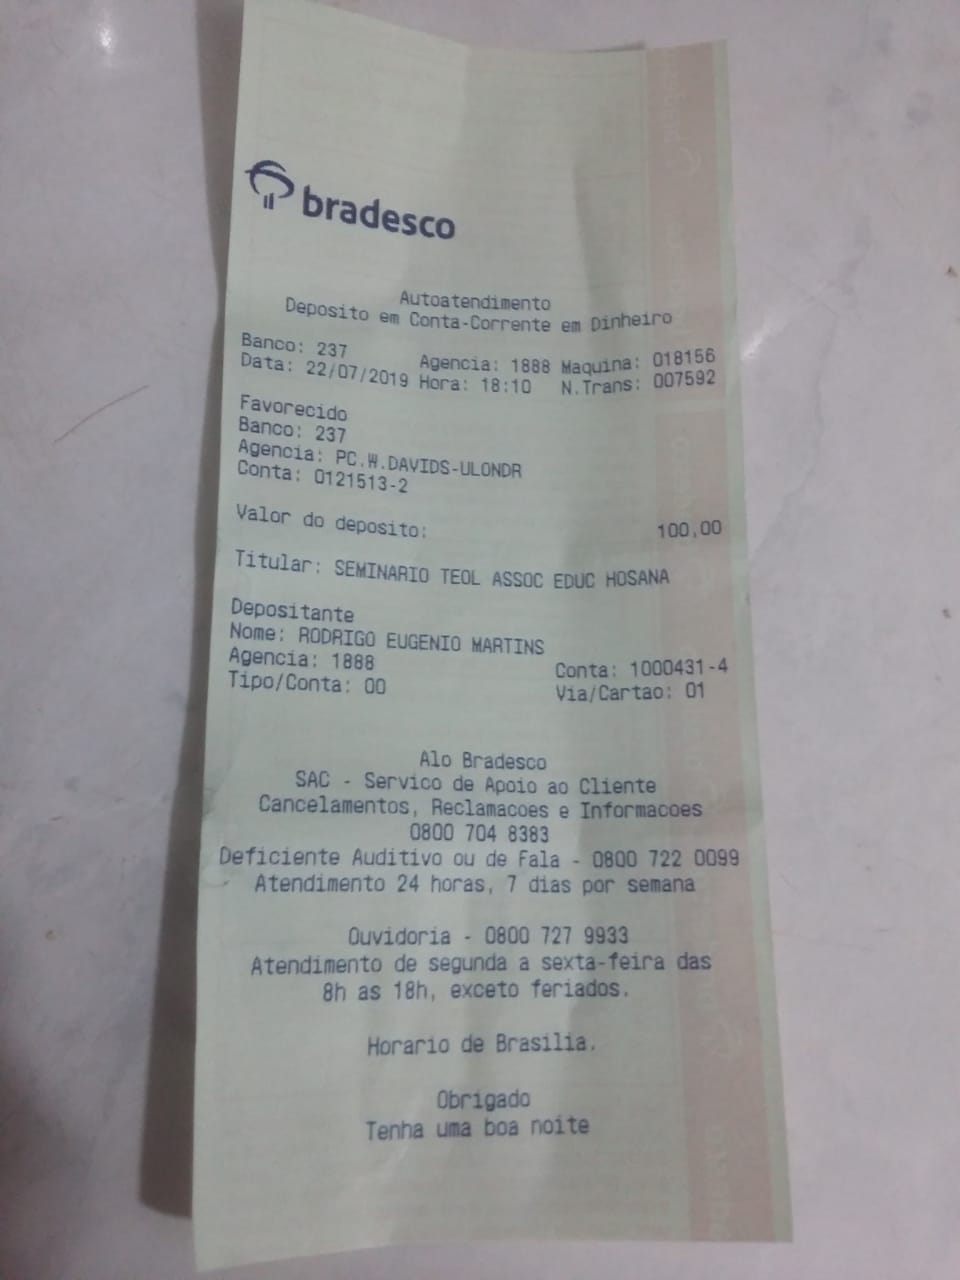 bradesco
Autoatendimento
Deposito em Conta-Corrente em Dinheiro
Banco: 237 Agencia: 1888 Maquina: 018156
Data: 22/07/2019 Hora: 18:10 N.Trans: 007592
Favorecido
Banco: 237
Agencia: PC.W.DAVIDS-ULONDR
Conta: 0121513-2
Valor do deposito: 100,00
Titular: SEMINARIO TEOL ASSOC EDUC HOSANA
Depositante
Nome: RODRIGO EUGENIO MARTINS
Agencia: 1888 Conta: 1000431-4
Tipo/Conta: 00 Via/Cartao: 01
Alo Bradesco
SAC - Servico de Apoio ao Cliente
Cancelamentos, Reclamacoes e Informacoes
0800 704 8383
Deficiente Auditivo ou de Fala - 0800 722 0099
Atendimento 24 horas, 7 dias por semana
Ouvidoria - 0800 727 9933
Atendimento de segunda a sexta-feira das
8h as 18h, exceto feriados.
Horario de Brasilia.
Obrigado
Tenha uma boa noite